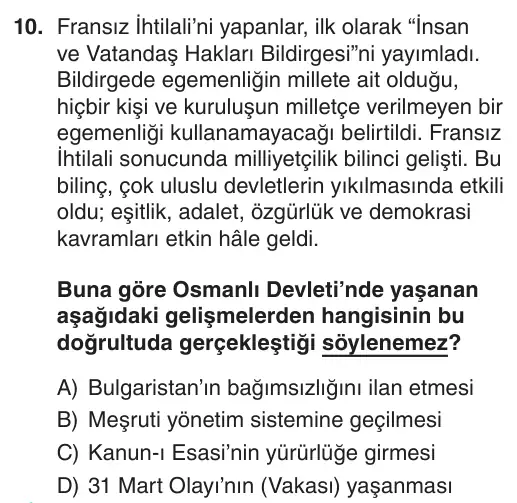 10. Fransız İhtilali’ni yapanlar, ilk olarak “İnsan
ve Vatandaş Hakları Bildirgesi”ni yayımladı.
Bildirgede egemenliğin millete ait olduğu,
hiçbir kişi ve kuruluşun milletçe verilmeyen bir
egemenliği kullanamayacağı belirtildi. Fransız
İhtilali sonucunda milliyetçilik bilinci gelişti. Bu
bilinç, çok uluslu devletlerin yıkılmasında etkili
oldu; eşitlik, adalet, özgürlük ve demokrasi
kavramları etkin hâle geldi.
Buna göre Osmanlı Devleti’nde yaşanan
aşağıdaki gelişmelerden hangisinin bu
doğrultuda gerçekleştiği söylenemez?
A) Bulgaristan’ın bağımsızlığını ilan etmesi
B) Meşruti yönetim sistemine geçilmesi
C) Kanun-ı Esasi’nin yürürlüğe girmesi
D) 31 Mart Olayı’nın (Vakası) yaşanması